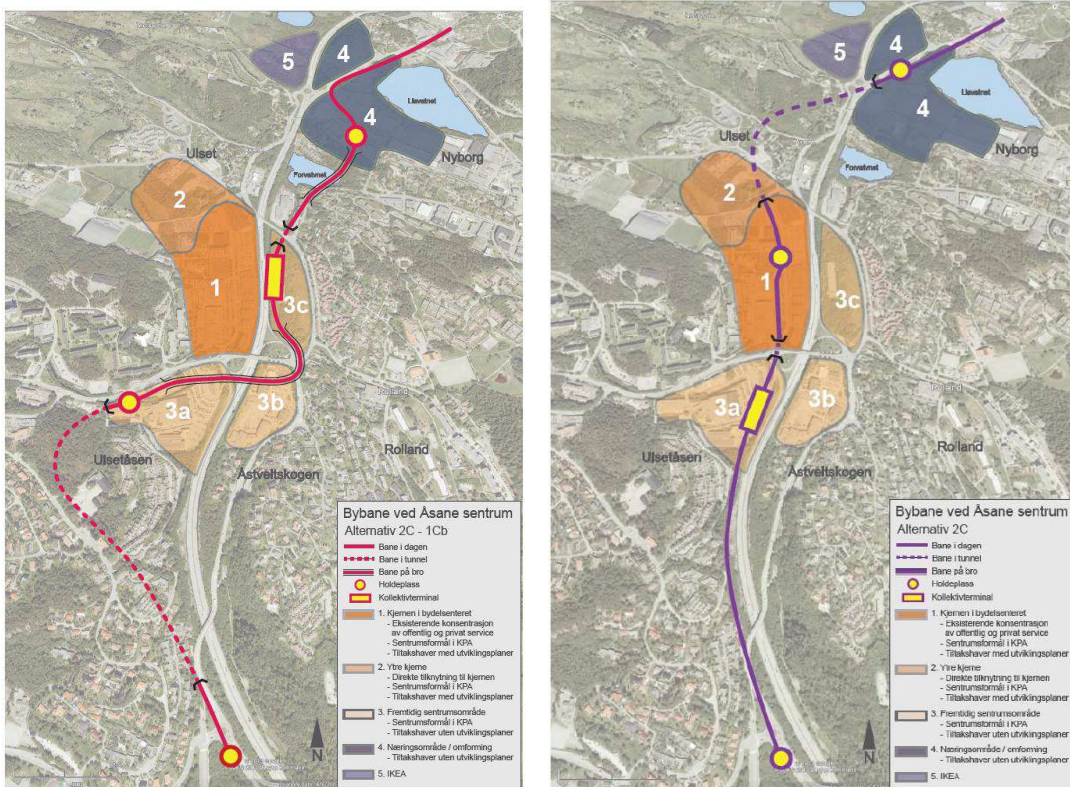 5
4
4
Liavatnet
Ulset
Nyborg
Forvatnet
2
1
3c
3a
3b
Rolland
Rolland
Ulsetåsen
Åstveitskogen
Bybane ved Åsane sentrum
Alternativ 2C - 1Cb
Bane i dagen
Bane i tunnel
Bane på bro
Holdeplass
Kollektivterminal
1. Kjernen i bydelsenteret
- Eksisterende konsentrasjon
av offentlig og privat service
- Sentrumsformål i KPA
- Tiltakshaver med utviklingsplaner
2. Ytre kjerne
- Direkte tilknytning til kjernen
- Sentrumsformål i KPA
- Tiltakshaver med utviklingsplaner
3. Fremtidig sentrumsområde
- Sentrumsformål i KPA
- Tiltakshaver uten utviklingsplaner
4. Næringsområde / omforming
- Tiltakshaver uten utviklingsplaner
5. IKEA
N
5
4
4
Liavatnet
Ulset
Nyborg
Forvatnet
2
1
3c
3a
3b
Rolland
Rolland
Ulsetåsen
Åstveitskogen
Bybane ved Åsane sentrum
Alternativ 2C
Bane i dagen
Bane i tunnel
Bane på bro
Holdeplass
Kollektivterminal
1. Kjernen i bydelsenteret
- Eksisterende konsentrasjon
av offentlig og privat service
- Sentrumsformål i KPA
- Tiltakshaver med utviklingsplaner
2. Ytre kjerne
- Direkte tilknytning til kjernen
- Sentrumsformål i KPA
- Tiltakshaver med utviklingsplaner
3. Fremtidig sentrumsområde
- Sentrumsformål i KPA
- Tiltakshaver uten utviklingsplaner
4. Næringsområde / omforming
- Tiltakshaver uten utviklingsplaner
5. IKEA
N